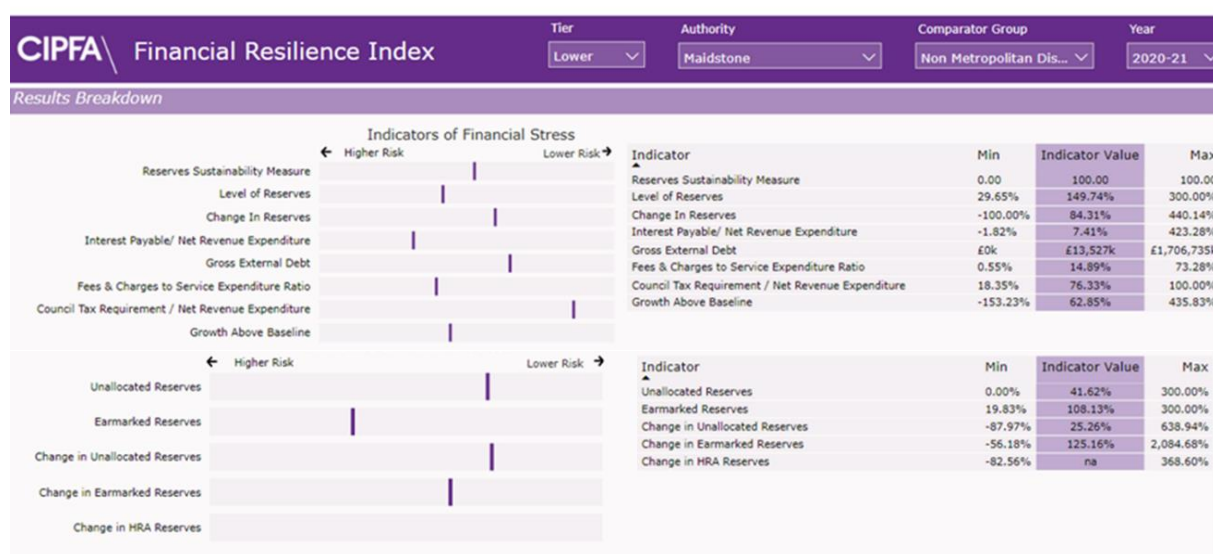 CIPFA\ Financial Resilience Index
Tier
Lower
Authority
Maidstone
Comparator Group
Non Metropolitan Dis...
Year
2020-21
Results Breakdown
Indicators of Financial Stress
← Higher Risk Lower Risk →
Reserves Sustainability Measure
Level of Reserves
Change In Reserves
Interest Payable/ Net Revenue Expenditure
Gross External Debt
Fees & Charges to Service Expenditure Ratio
Council Tax Requirement / Net Revenue Expenditure
Growth Above Baseline
Indicator Min Indicator Value Max
Reserves Sustainability Measure 0.00 100.00 100.00
Level of Reserves 29.65% 149.74% 300.00%
Change In Reserves -100.00% 84.31% 440.14%
Interest Payable/ Net Revenue Expenditure -1.82% 7.41% 423.28%
Gross External Debt £0k £13,527k £1,706,735k
Fees & Charges to Service Expenditure Ratio 0.55% 14.89% 73.28%
Council Tax Requirement / Net Revenue Expenditure 18.35% 76.33% 100.00%
Growth Above Baseline -153.23% 62.85% 435.83%
← Higher Risk Lower Risk →
Unallocated Reserves
Earmarked Reserves
Change in Unallocated Reserves
Change in Earmarked Reserves
Change in HRA Reserves
Indicator Min Indicator Value Max
Unallocated Reserves 0.00% 41.62% 300.00%
Earmarked Reserves 19.83% 108.13% 300.00%
Change in Unallocated Reserves -87.97% 25.26% 638.94%
Change in Earmarked Reserves -56.18% 125.16% 2,084.68%
Change in HRA Reserves -82.56% na 368.60%